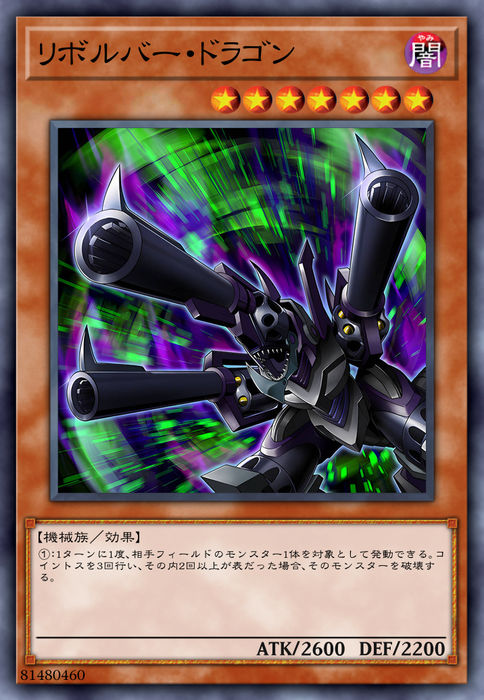 リボルバー・ドラゴン
やみ
闇
【機械族／効果】
①:1ターンに1度、相手フィールドのモンスター1体を対象として発動できる。コ
イントスを3回行い、その内2回以上が表だった場合、そのモンスターを破壊す
る。
ATK/2600 DEF/2200
81480460